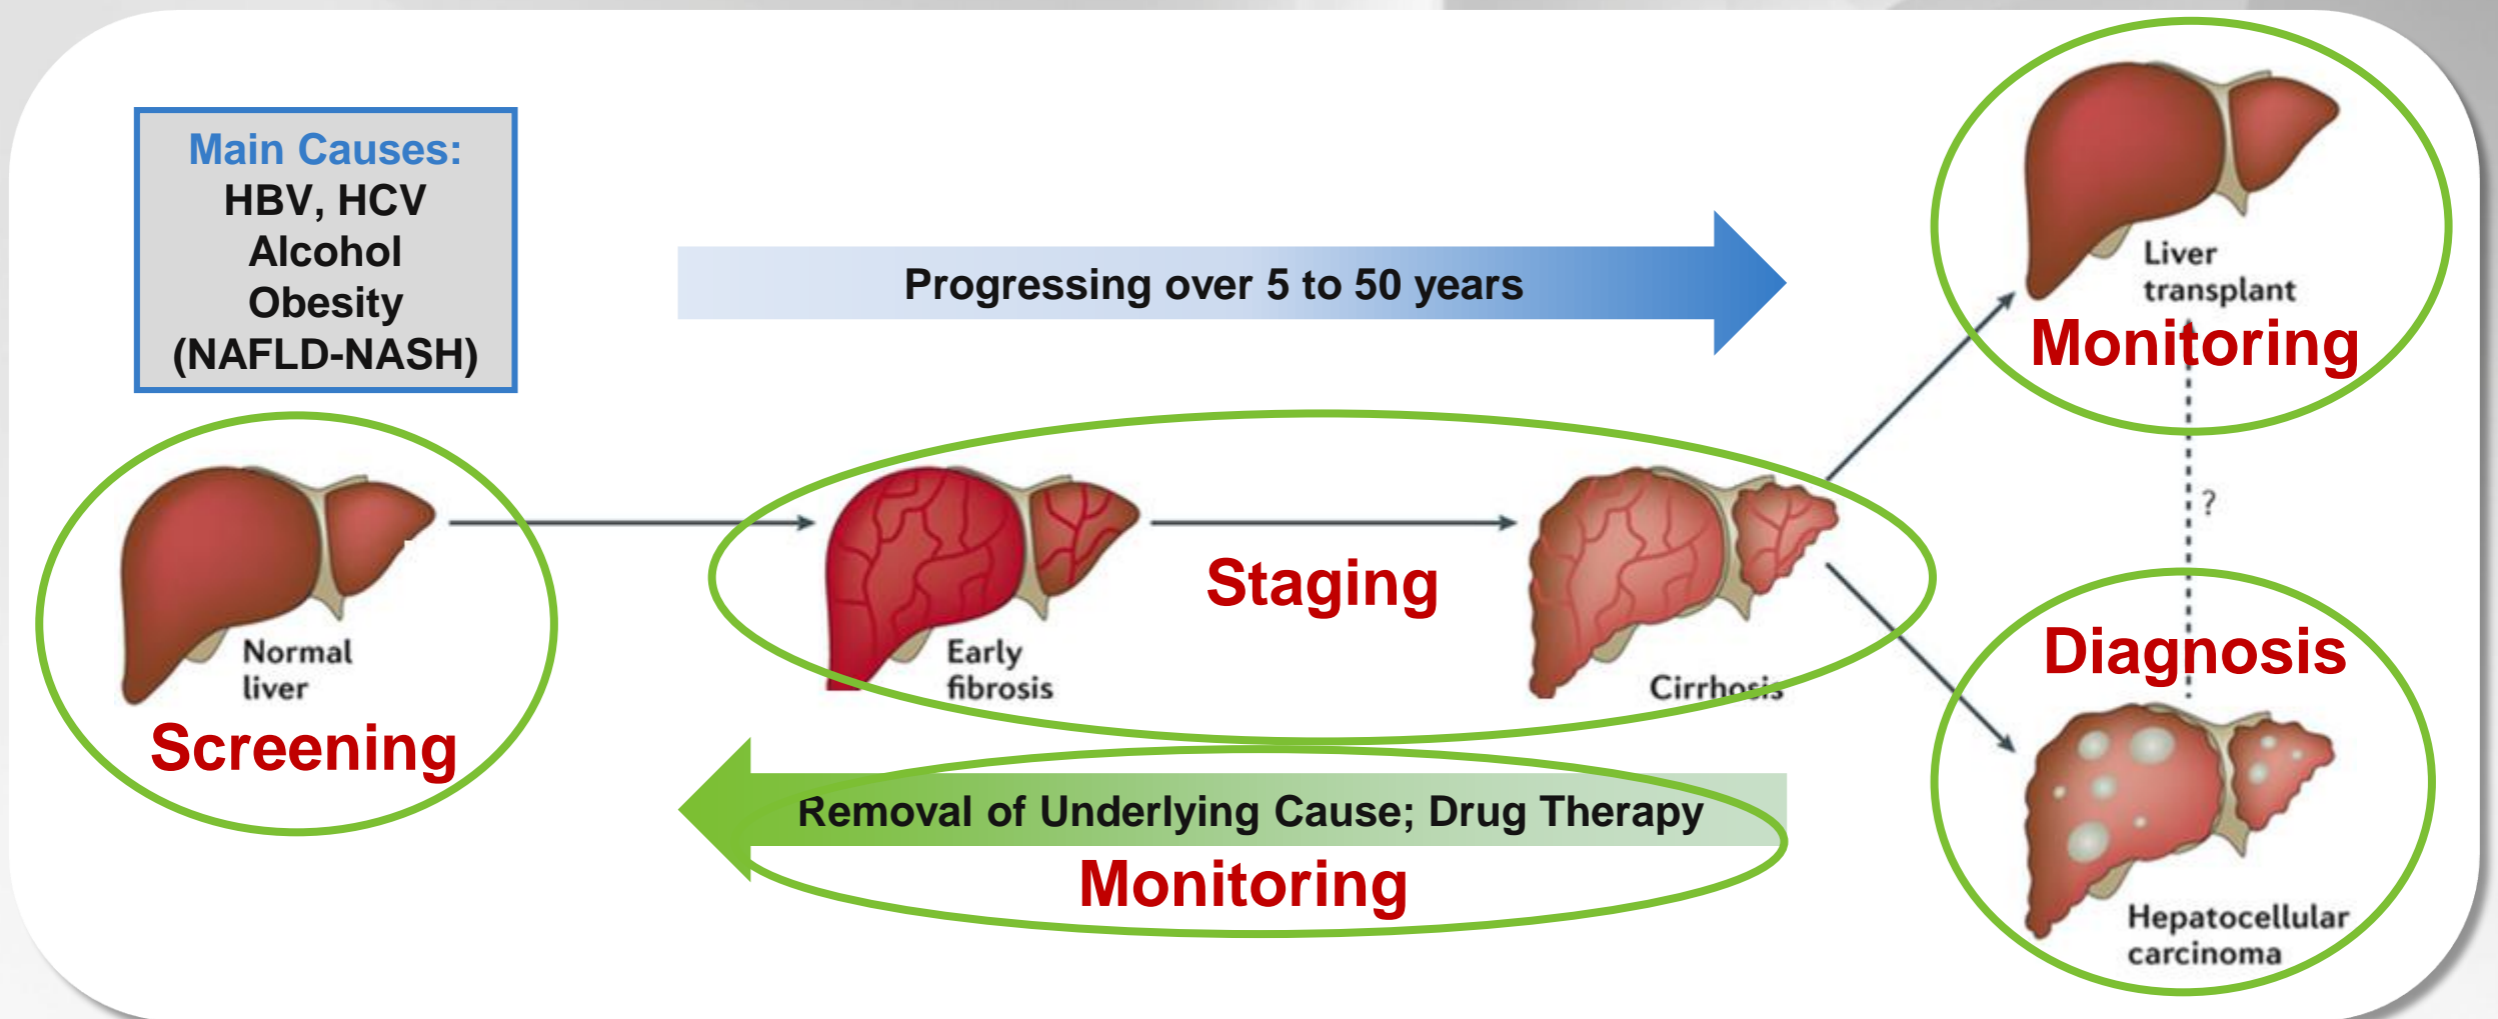 Main Causes:
HBV, HCV
Alcohol
Obesity
(NAFLD-NASH)
Progressing over 5 to 50 years
Liver
transplant
Monitoring
?
Normal
liver
Screening
Early
fibrosis
Staging
Cirrhosis
Removal of Underlying Cause; Drug Therapy
Monitoring
Diagnosis
Hepatocellular
carcinoma